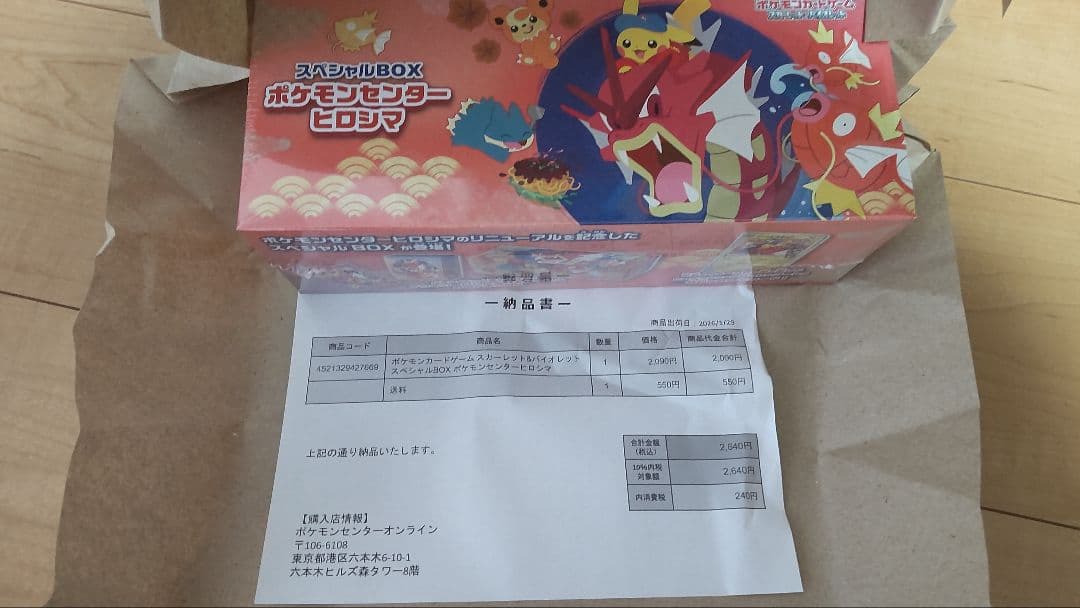 ポケモンカードゲーム
スペシャルBOX
ポケモンセンター
ヒロシマ
ポケモンセンターヒロシマのリニューアルを記念した
スペシャルBOXが登場！
ー納品書ー
商品出荷日
商品コード 商品名 数量 価格 商品代金合計
4521329427669 ポケモンカードゲーム スカーレット&バイオレット 1 2,090円 2,090円
スペシャルBOX ポケモンセンターヒロシマ
送料 1 550円 550円
上記の通り納品いたします。
合計金額 2,640円
(税込)
10%内税 2,640円
対象額
内消費税 240円
【購入店情報】
ポケモンセンターオンライン
〒106-6108
東京都港区六本木6-10-1
六本木ヒルズ森タワー8階